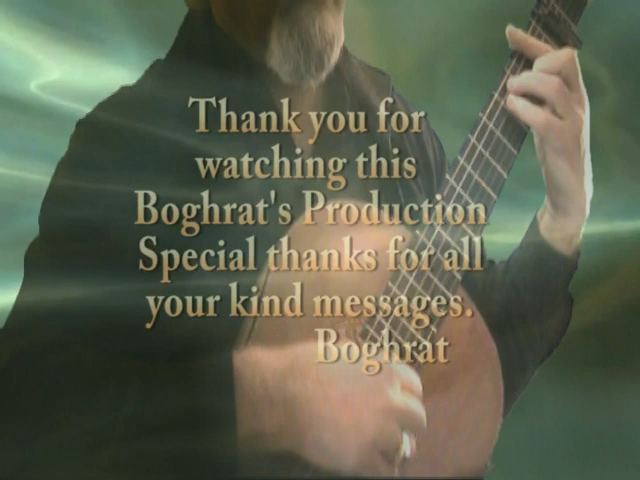 Thank you for
watching this
Boghrat's Production
Special thanks for all
your kind messages.
Boghrat